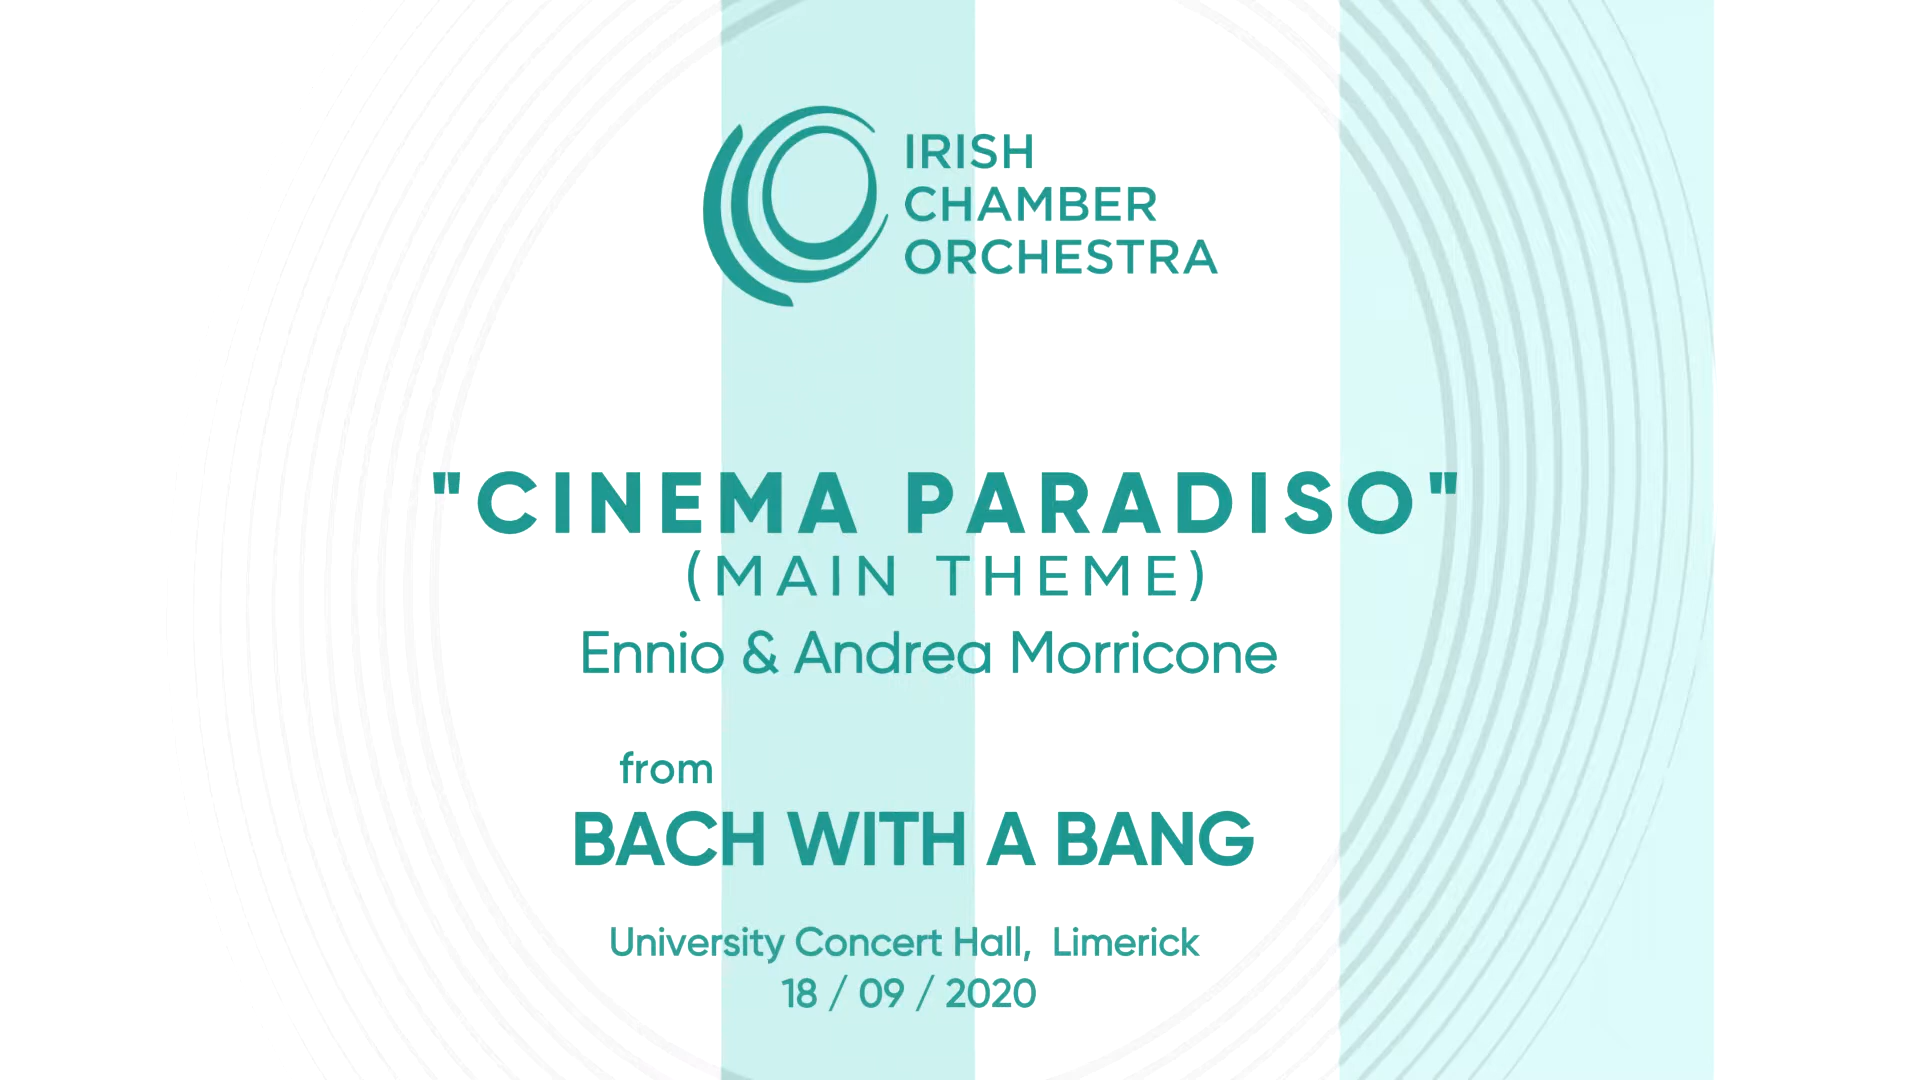 IRISH
CHAMBER
ORCHESTRA
"CINEMA PARADISO"
(MAIN THEME)
Ennio & Andrea Morricone
from
BACH WITH A BANG
University Concert Hall, Limerick
18 / 09 / 2020